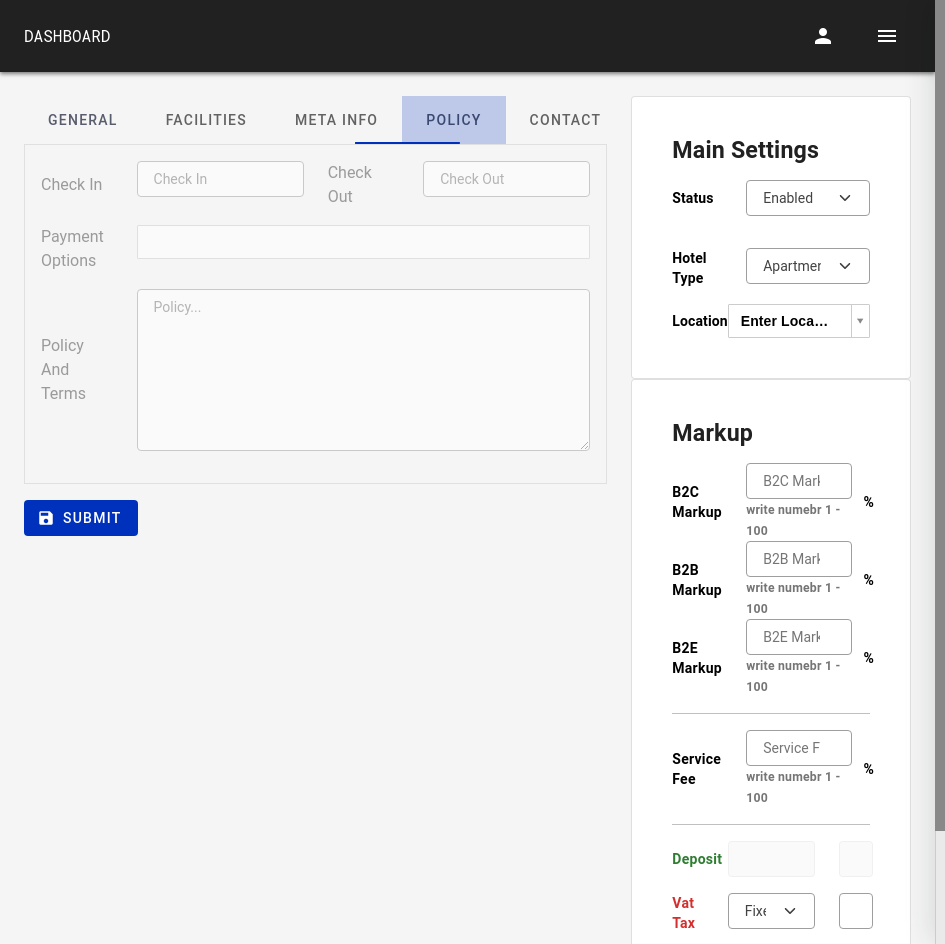 DASHBOARD
GENERAL FACILITIES META INFO POLICY CONTACT
Check In Check In Check Out Check Out
Payment Options
Policy And Terms Policy...
SUBMIT
Main Settings
Status Enabled
Hotel Type Apartmer
Location Enter Loca...
Markup
B2C Markup B2C Mark %
write numebr 1 - 100
B2B Markup B2B Mark %
write numebr 1 - 100
B2E Markup B2E Mark %
write numebr 1 - 100
Service Fee Service F %
write numebr 1 - 100
Deposit
Vat Tax Fixe